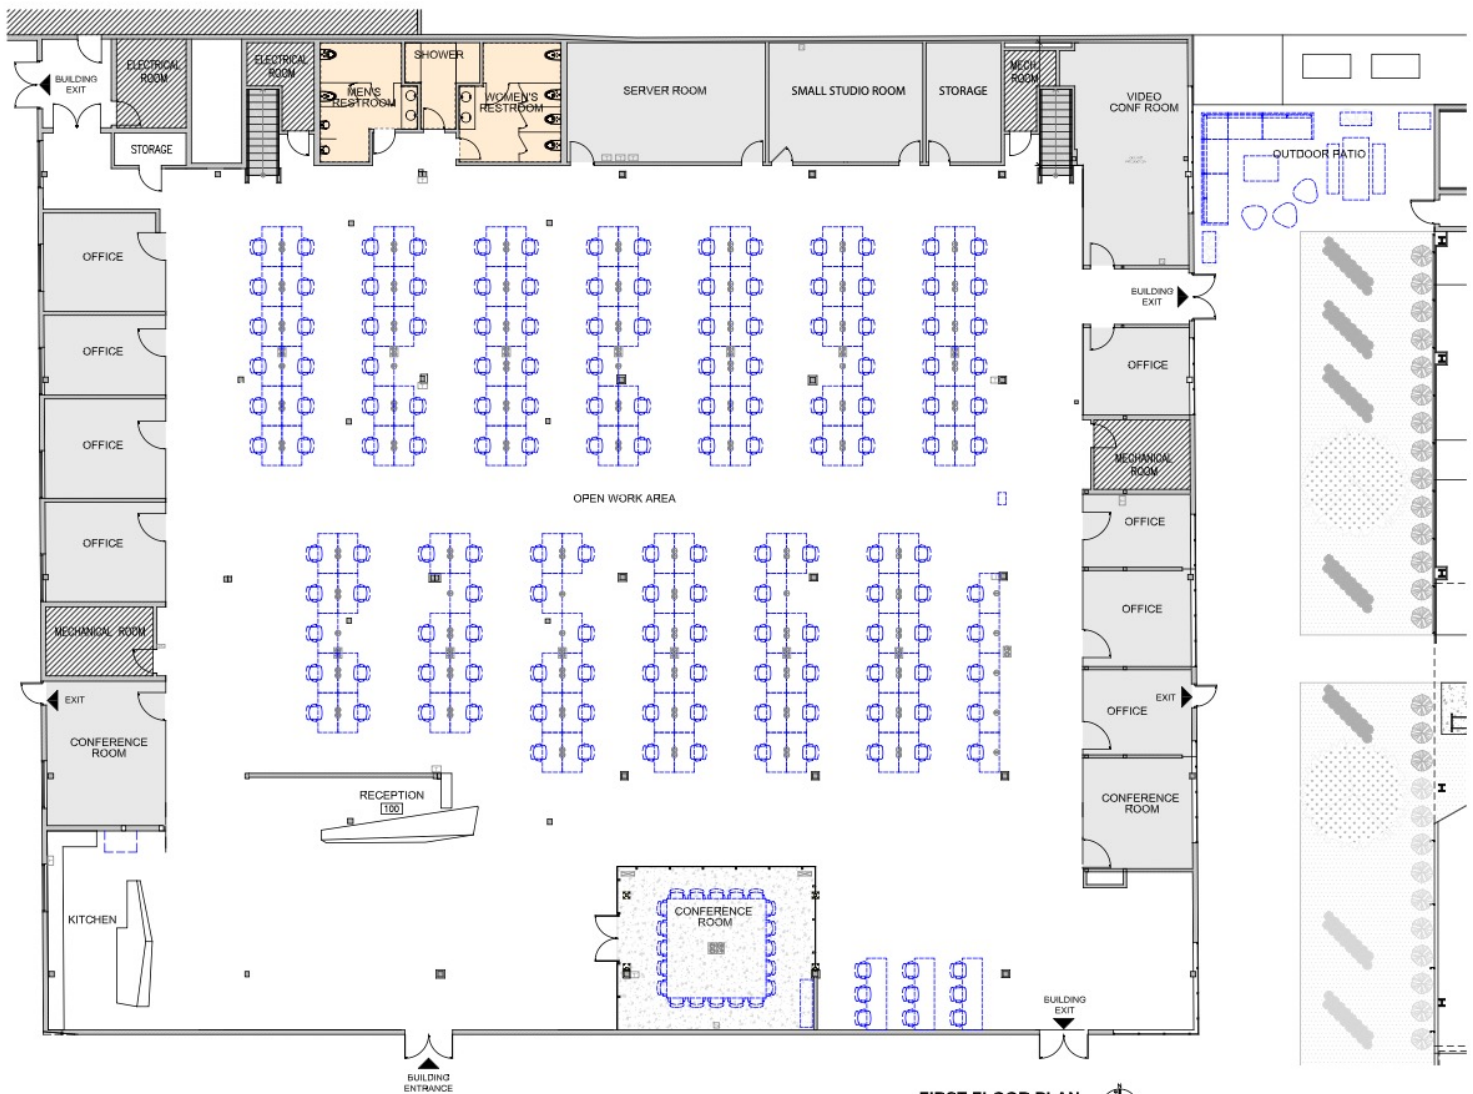 ELECTRICAL
ROOM
BUILDING
EXIT
STORAGE
ELECTRICAL
ROOM
MEN'S
RESTROOM
SHOWER
WOMEN'S
RESTROOM
SERVER ROOM
SMALL STUDIO ROOM
STORAGE
MECH.
ROOM
VIDEO
CONF ROOM
OUTDOOR PATIO
OFFICE
BUILDING
EXIT
OFFICE
OFFICE
OFFICE
MECHANICAL
ROOM
OPEN WORK AREA
OFFICE
OFFICE
OFFICE
MECHANICAL ROOM
EXIT
OFFICE
EXIT
CONFERENCE
ROOM
RECEPTION
100
CONFERENCE
ROOM
KITCHEN
CONFERENCE
ROOM
BUILDING
EXIT
BUILDING
ENTRANCE
FIRST FLOOR PLAN
N